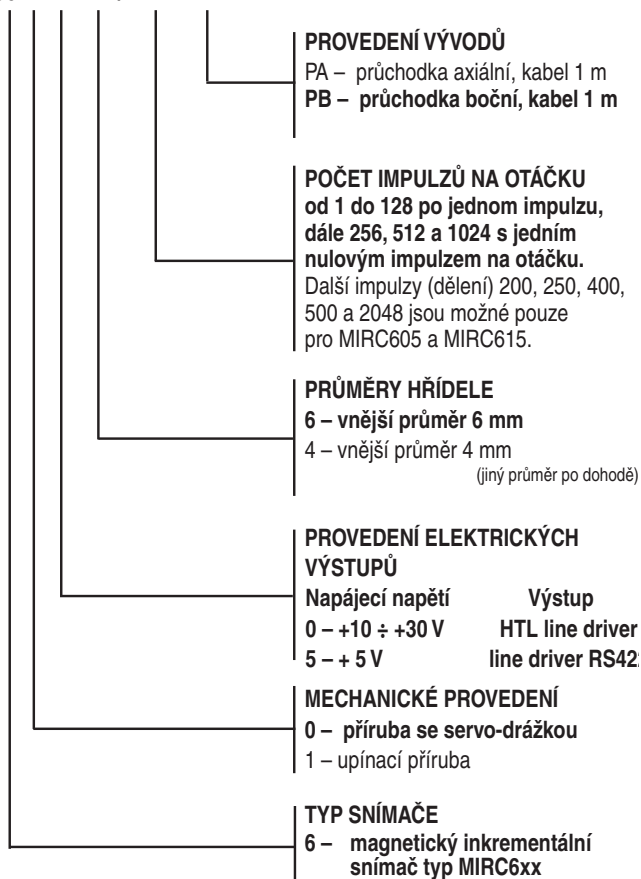 PROVEDENÍ VÝVODŮ
PA – průchodka axiální, kabel 1 m
PB – průchodka boční, kabel 1 m
POČET IMPULZŮ NA OTÁČKU
od 1 do 128 po jednom impulzu,
dále 256, 512 a 1024 s jedním
nulovým impulzem na otáčku.
Další impulzy (dělení) 200, 250, 400,
500 a 2048 jsou možné pouze
pro MIRC605 a MIRC615.
PRŮMĚRY HŘÍDELE
6 – vnější průměr 6 mm
4 – vnější průměr 4 mm
(jiný průměr po dohodě)
PROVEDENÍ ELEKTRICKÝCH
VÝSTUPŮ
Napájecí napětí Výstup
0 – +10 ÷ +30 V HTL line driver
5 – + 5 V line driver RS422
MECHANICKÉ PROVEDENÍ
0 – příruba se servo-drážkou
1 – upínací příruba
TYP SNÍMAČE
6 – magnetický inkrementální
snímač typ MIRC6xx